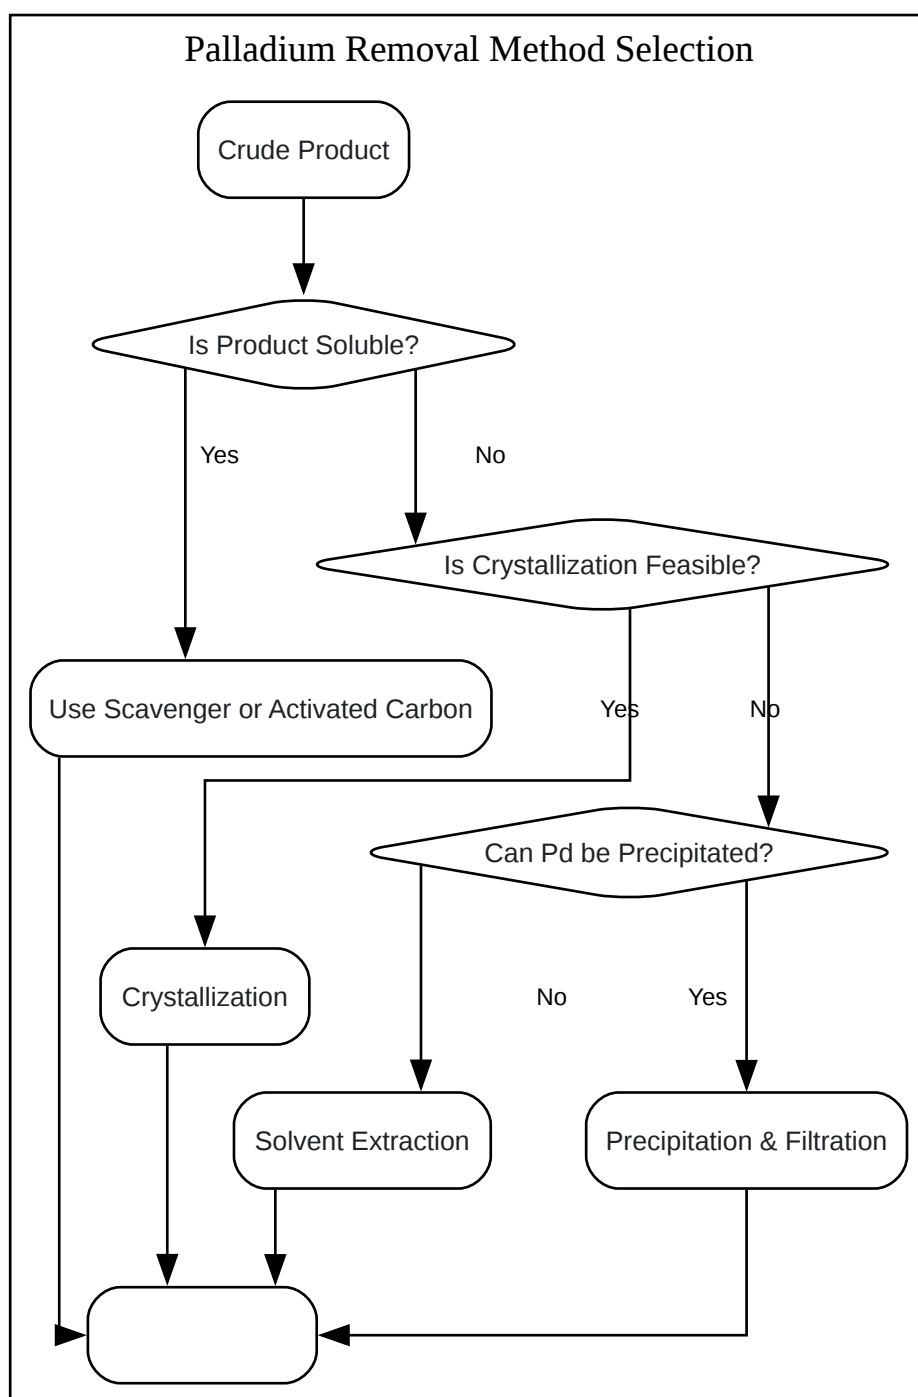 Palladium Removal Method Selection
Crude Product
Is Product Soluble?
Yes
No
Is Crystallization Feasible?
Use Scavenger or Activated Carbon
Yes
No
Can Pd be Precipitated?
Crystallization
No
Yes
Solvent Extraction
Precipitation & Filtration